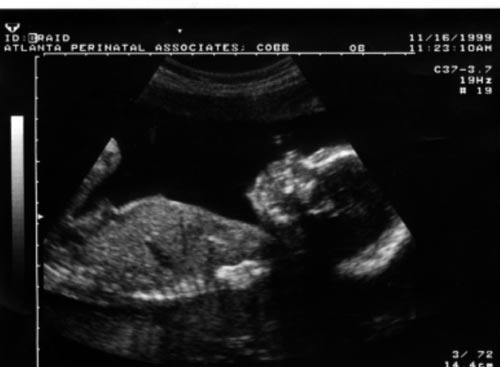 ID:BRAID 11/16/1999
ATLANTA PERINATAL ASSOCIATES; COBB OB 11:23:10AM
C37-3.7
19Hz
# 19
3/ 72
14.4cm